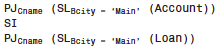 PJCname (SLBcity = 'Main' (Account))
SI
PJCname (SLBcity = 'Main' (Loan))